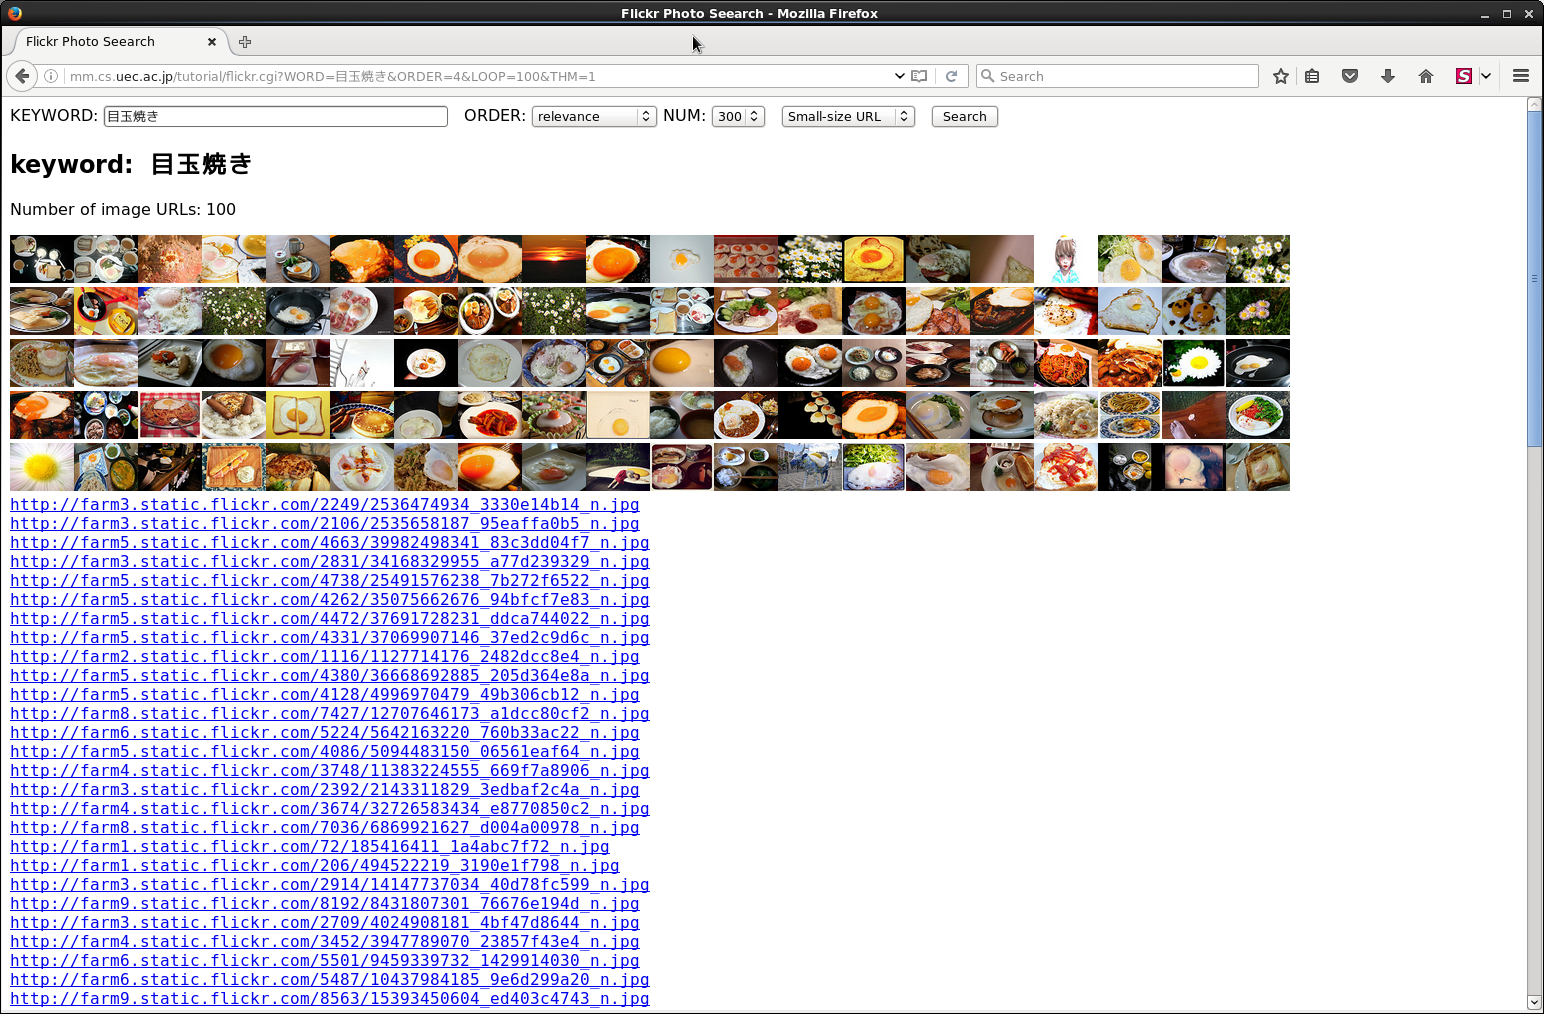 Flickr Photo Seearch - Mozilla Firefox
Flickr Photo Seearch
mm.cs.uec.ac.jp/tutorial/flickr.cgi?WORD=目玉焼き&ORDER=4&LOOP=100&THM=1
Search
KEYWORD: 目玉焼き ORDER: relevance NUM: 300 Small-size URL Search
keyword: 目玉焼き
Number of image URLs: 100
http://farm3.static.flickr.com/2249/2536474934_3330e14b14_n.jpg
http://farm3.static.flickr.com/2106/2535658187_95eaffa0b5_n.jpg
http://farm5.static.flickr.com/4663/39982498341_83c3dd04f7_n.jpg
http://farm3.static.flickr.com/2831/34168329955_a77d239329_n.jpg
http://farm5.static.flickr.com/4738/25491576238_7b272f6522_n.jpg
http://farm5.static.flickr.com/4262/35075662676_94bfcf7e83_n.jpg
http://farm5.static.flickr.com/4472/37691728231_ddca744022_n.jpg
http://farm5.static.flickr.com/4331/37069907146_37ed2c9d6c_n.jpg
http://farm2.static.flickr.com/1116/1127714176_2482dcc8e4_n.jpg
http://farm5.static.flickr.com/4380/36668692885_205d364e8a_n.jpg
http://farm5.static.flickr.com/4128/4996970479_49b306cb12_n.jpg
http://farm8.static.flickr.com/7427/12707646173_a1dcc80cf2_n.jpg
http://farm6.static.flickr.com/5224/5642163220_760b33ac22_n.jpg
http://farm5.static.flickr.com/4086/5094483150_06561eaf64_n.jpg
http://farm4.static.flickr.com/3748/11383224555_669f7a8906_n.jpg
http://farm3.static.flickr.com/2392/2143311829_3edbaf2c4a_n.jpg
http://farm4.static.flickr.com/3674/32726583434_e8770850c2_n.jpg
http://farm8.static.flickr.com/7036/6869921627_d004a00978_n.jpg
http://farm1.static.flickr.com/72/185416411_1a4abc7f72_n.jpg
http://farm1.static.flickr.com/206/494522219_3190e1f798_n.jpg
http://farm3.static.flickr.com/2914/14147737034_40d78fc599_n.jpg
http://farm9.static.flickr.com/8192/8431807301_76676e194d_n.jpg
http://farm3.static.flickr.com/2709/4024908181_4bf47d8644_n.jpg
http://farm4.static.flickr.com/3452/3947789070_23857f43e4_n.jpg
http://farm6.static.flickr.com/5501/9459339732_1429914030_n.jpg
http://farm6.static.flickr.com/5487/10437984185_9e6d299a20_n.jpg
http://farm9.static.flickr.com/8563/15393450604_ed403c4743_n.jpg